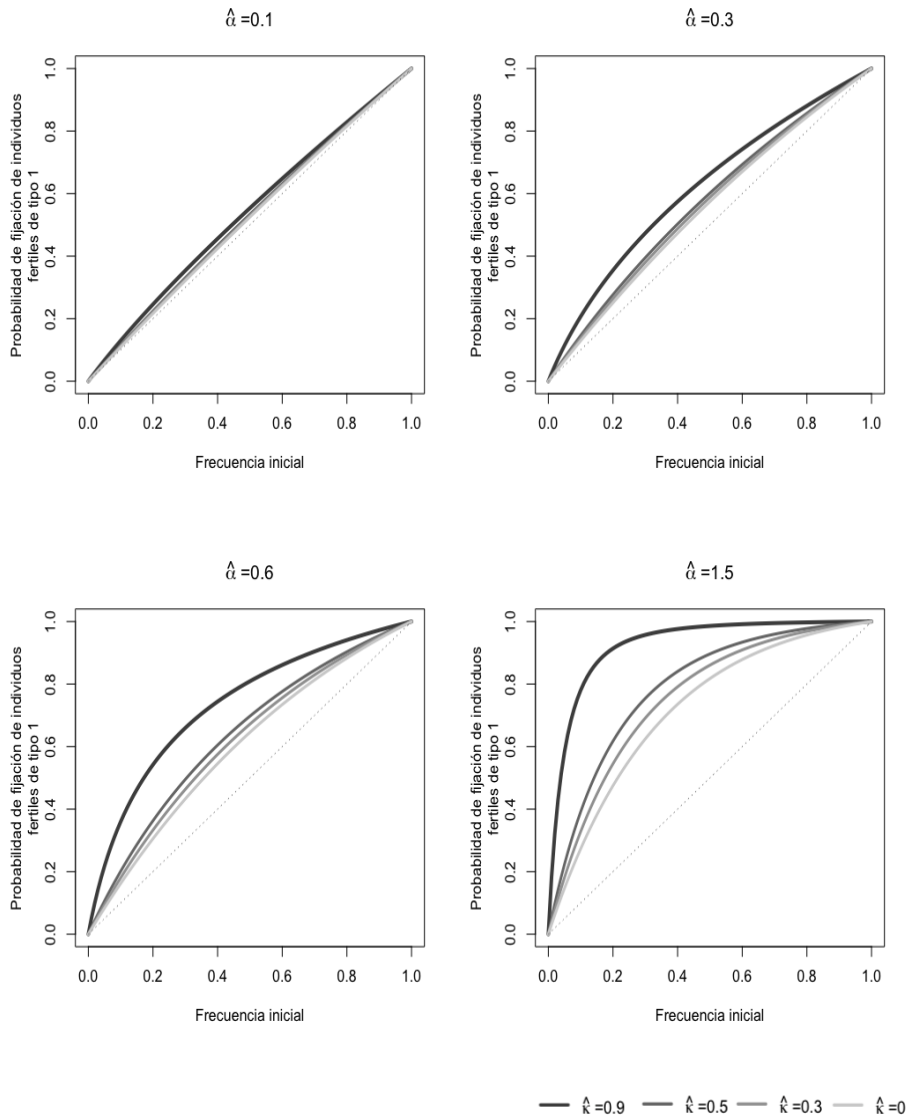 α̂ =0.1
Probabilidad de fijación de individuos
fertiles de tipo 1
1.0
0.8
0.6
0.4
0.2
0.0
0.0 0.2 0.4 0.6 0.8 1.0
Frecuencia inicial
α̂ =0.3
Probabilidad de fijación de individuos
fertiles de tipo 1
1.0
0.8
0.6
0.4
0.2
0.0
0.0 0.2 0.4 0.6 0.8 1.0
Frecuencia inicial
α̂ =0.6
Probabilidad de fijación de individuos
fertiles de tipo 1
1.0
0.8
0.6
0.4
0.2
0.0
0.0 0.2 0.4 0.6 0.8 1.0
Frecuencia inicial
α̂ =1.5
Probabilidad de fijación de individuos
fertiles de tipo 1
1.0
0.8
0.6
0.4
0.2
0.0
0.0 0.2 0.4 0.6 0.8 1.0
Frecuencia inicial
κ̂ =0.9 κ̂ =0.5 κ̂ =0.3 κ̂ =0